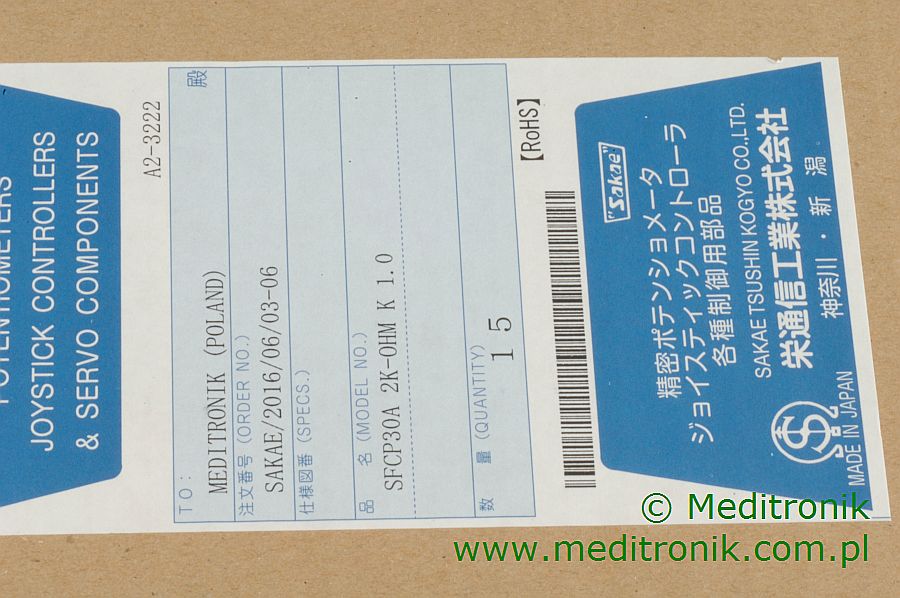 POTENTIOMETERS
JOYSTICK CONTROLLERS
& SERVO COMPONENTS
A2-3222
TO: 殿
MEDITRONIK (POLAND)
注文番号 (ORDER NO.)
SAKAE/2016/06/03-06
仕様図番 (SPECS.)
品 名 (MODEL NO.)
SFCP30A 2K-OHM K 1.0
数 量 (QUANTITY)
15
【RoHS】
"Sakae"
精密ポテンショメータ
ジョイスティックコントローラ
各種制御用部品
SAKAE TSUSHIN KOGYO CO.,LTD.
栄通信工業株式会社
神奈川・新潟
MADE IN JAPAN
© Meditronik
www.meditronik.com.pl